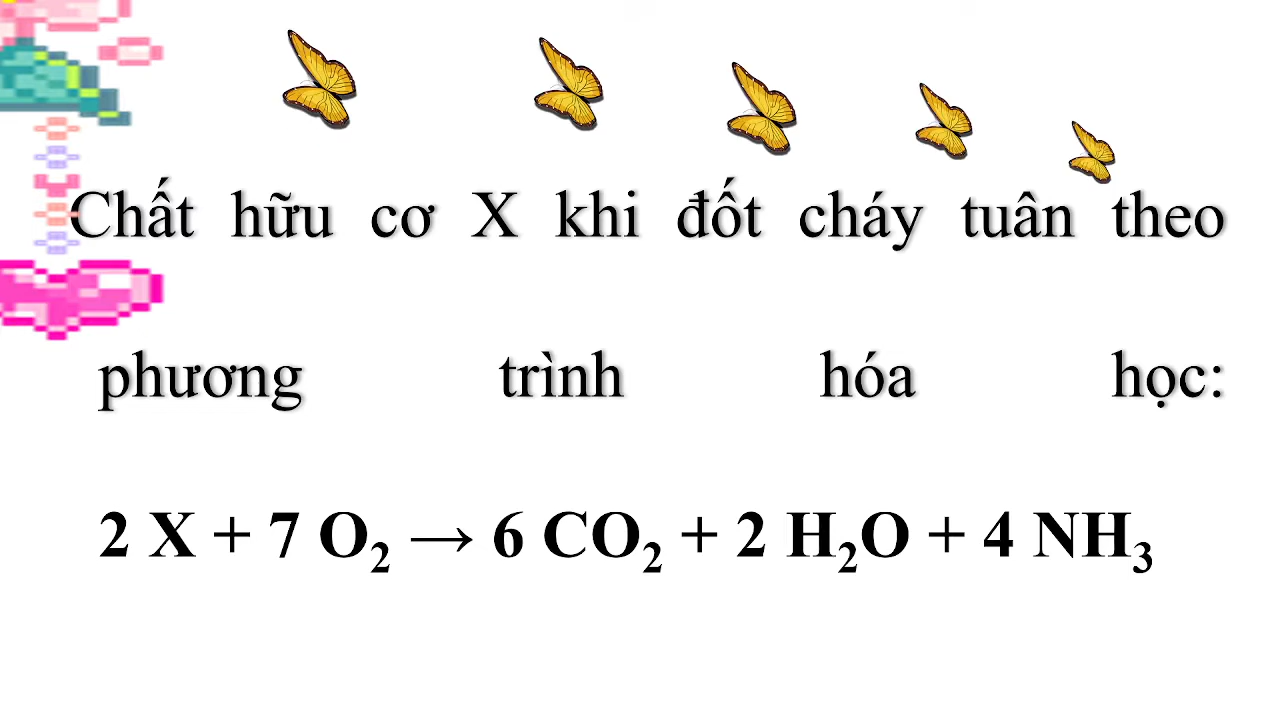 Chất hữu cơ X khi đốt cháy tuân theo
phương trình hóa học:
2 X + 7 O₂ → 6 CO₂ + 2 H₂O + 4 NH₃